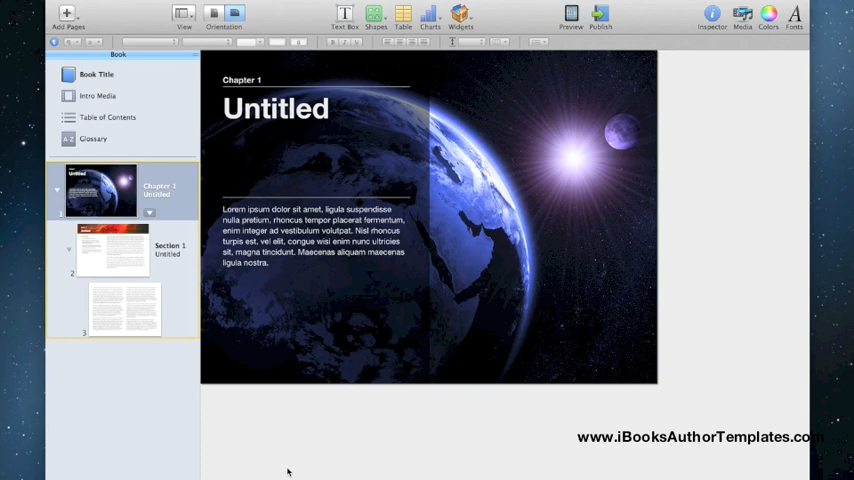 Add Pages
View
Orientation
Text Box
Shapes
Table
Charts
Widgets
Preview
Publish
Inspector
Media
Colors
Fonts
Book
Book Title
Intro Media
Table of Contents
A-Z
Glossary
Chapter 1
Untitled
1
Section 1
Untitled
2
3
Chapter 1
Untitled
Lorem ipsum dolor sit amet, ligula suspendisse
nulla pretium, rhoncus tempor placerat fermentum,
enim integer ad vestibulum volutpat. Nisl rhoncus
turpis est, vel elit, congue wisi enim nunc ultricies
sit, magna tincidunt. Maecenas aliquam maecenas
ligula nostra.
www.iBooksAuthorTemplates.com